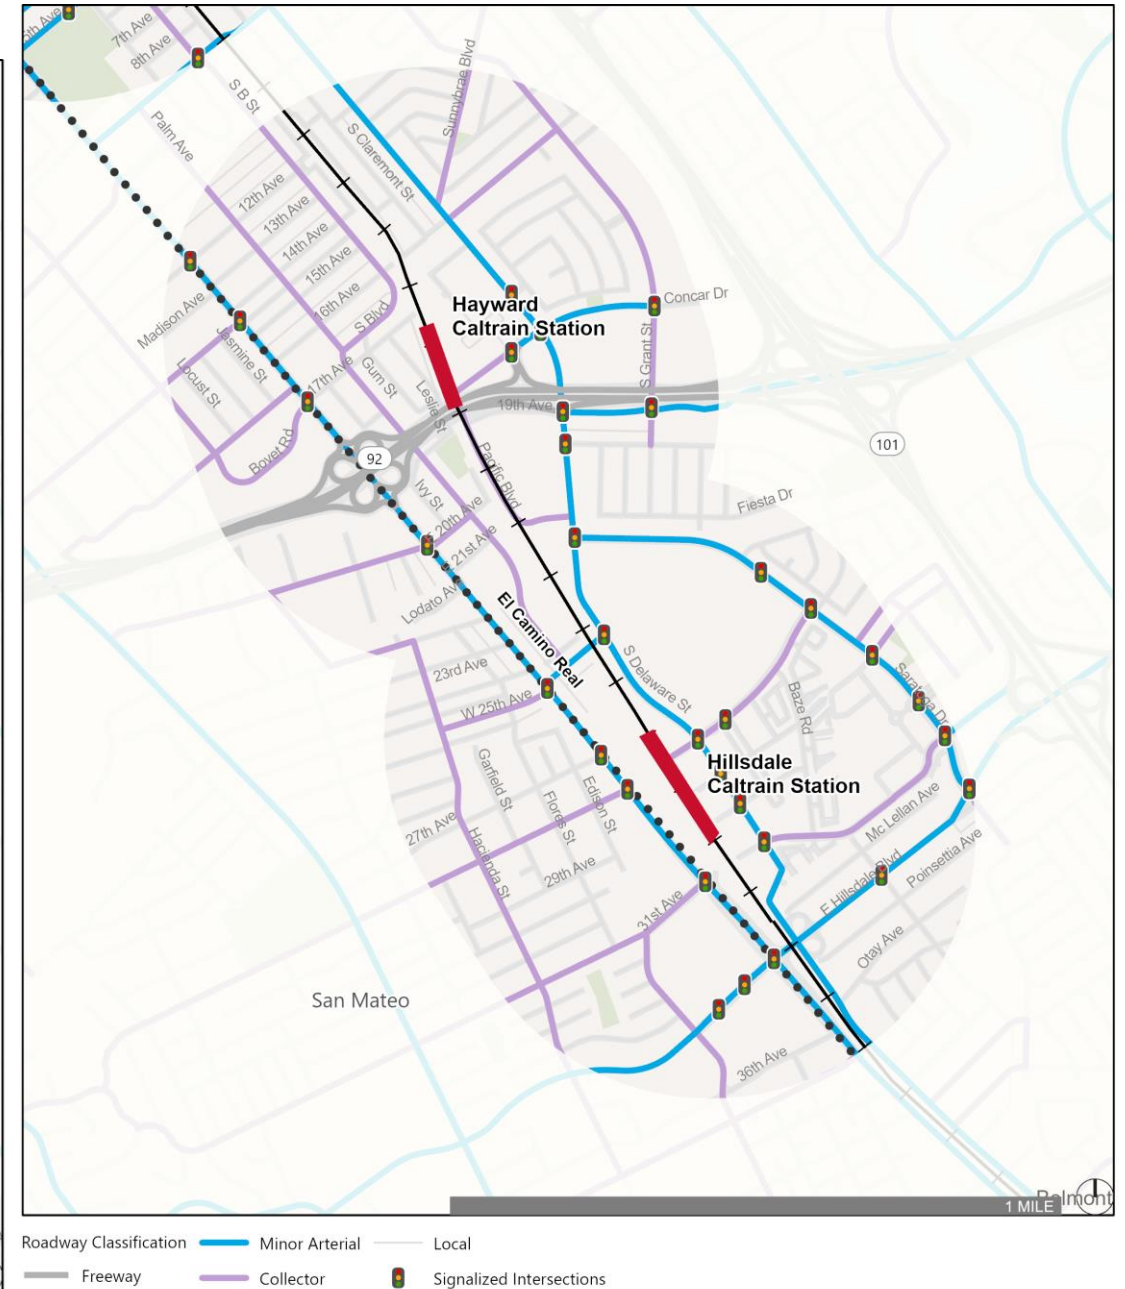 5th Ave
7th Ave
8th Ave
S B St
Palm Ave
Sunnybrae Blvd
S Claremont St
12th Ave
13th Ave
14th Ave
15th Ave
16th Ave
S Blvd
Madison Ave
Jasmine St
Locust St
17th Ave
Gum St
Leslie St
Bovet Rd
Hayward
Caltrain Station
Concar Dr
S Grant St
19th Ave
92
101
Pacific Blvd
Ivy St
20th Ave
21st Ave
Fiesta Dr
Lodato Av
El Camino Real
23rd Ave
W 25th Ave
S Delaware St
Baze Rd
Saratoga Dr
Hillsdale
Caltrain Station
Garfield St
Flores St
Edison St
27th Ave
Hacienda St
29th Ave
31st Ave
Mc Lellan Ave
E Hillsdale Blvd
Poinsettia Ave
Otay Ave
San Mateo
36th Ave
1 MILE
Belmont
Roadway Classification
Minor Arterial
Local
Freeway
Collector
Signalized Intersections